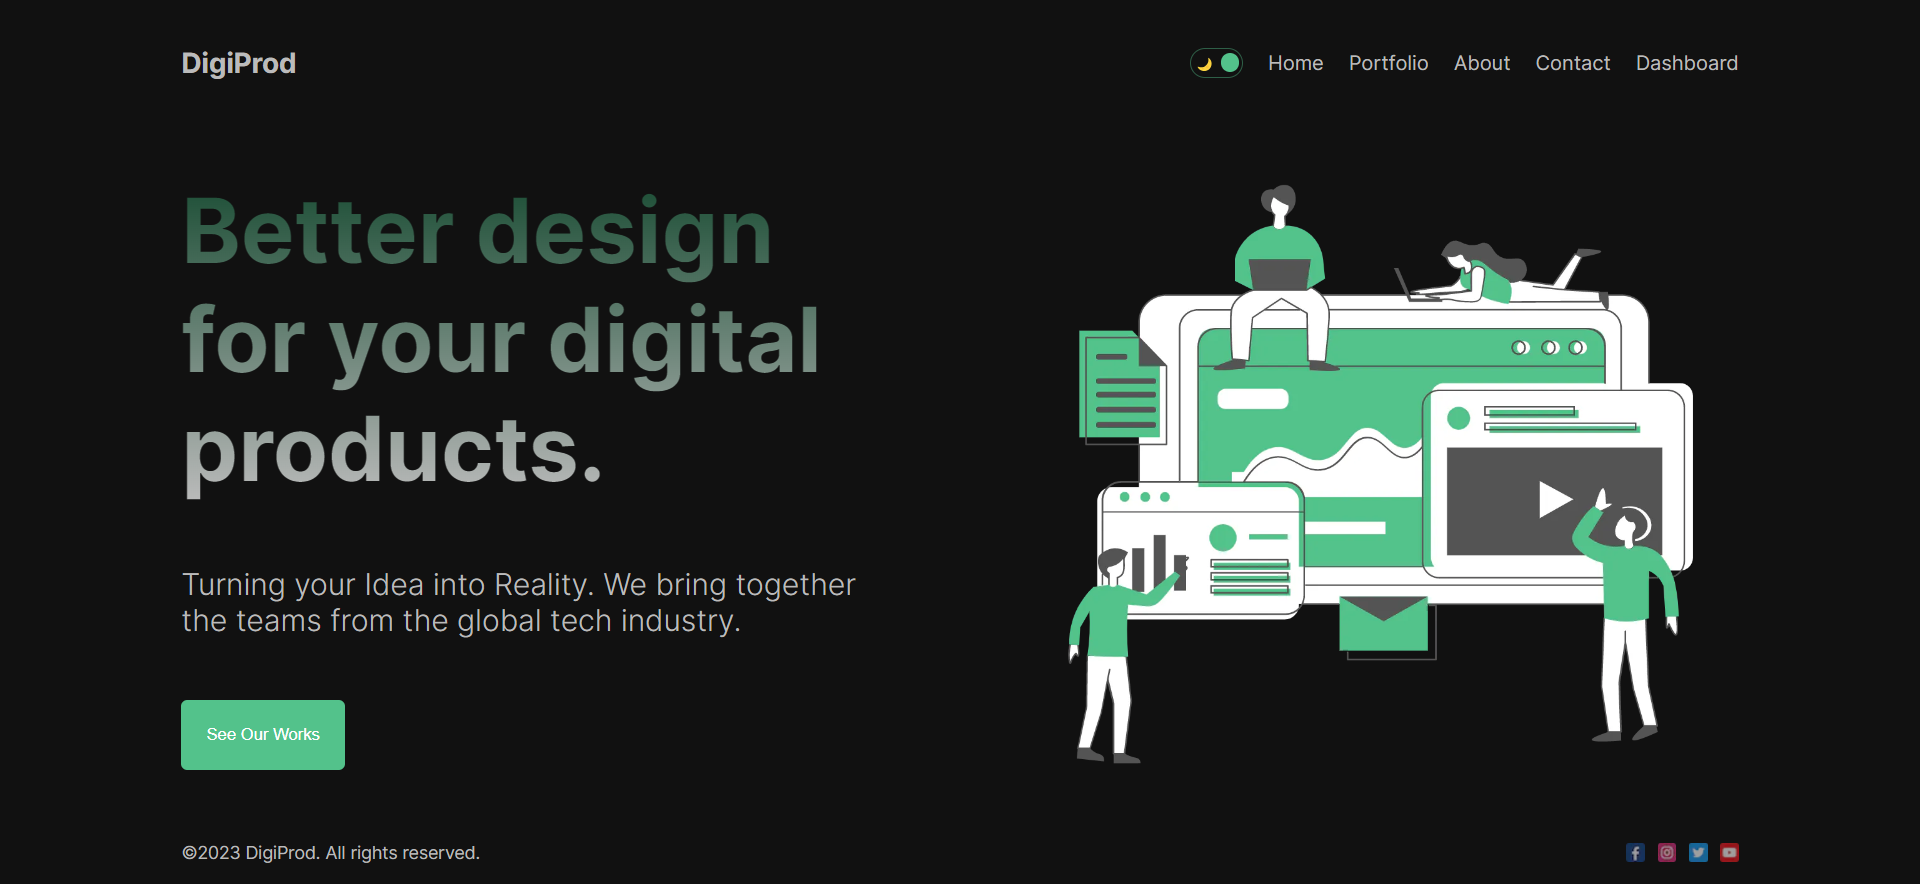 DigiProd
Home Portfolio About Contact Dashboard
Better design
for your digital
products.
Turning your Idea into Reality. We bring together
the teams from the global tech industry.
See Our Works
©2023 DigiProd. All rights reserved.